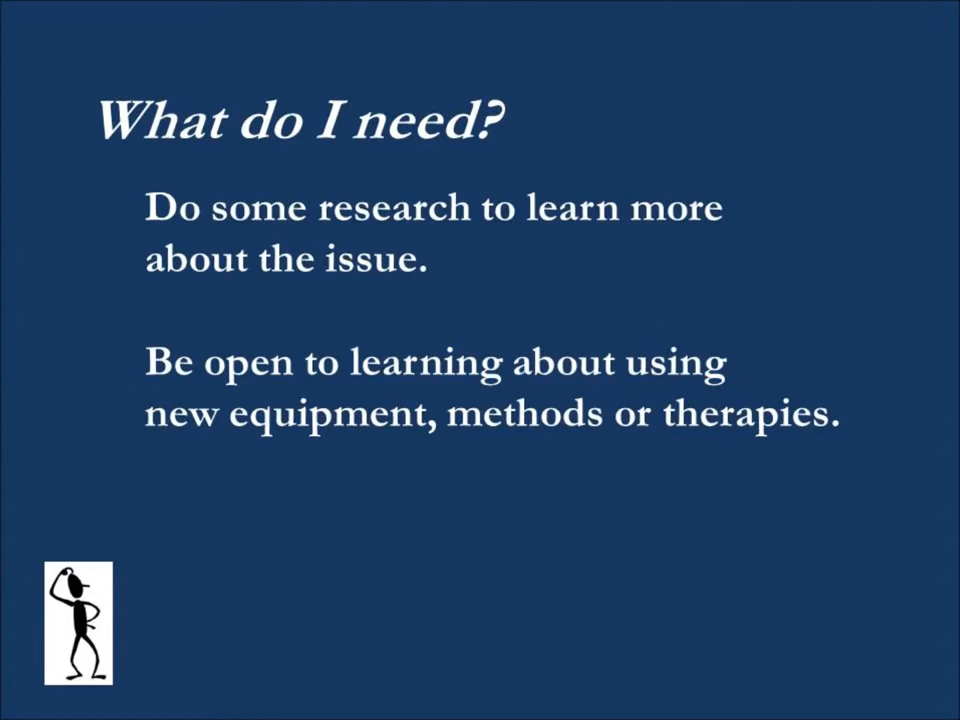 What do I need?
Do some research to learn more
about the issue.
Be open to learning about using
new equipment, methods or therapies.